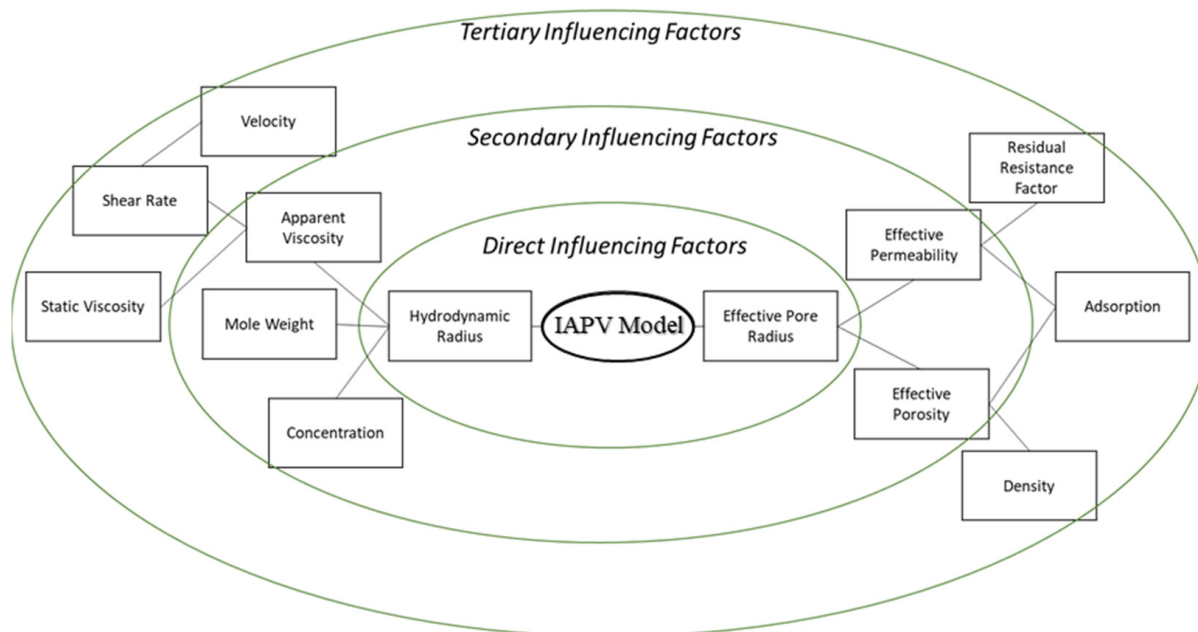 Tertiary Influencing Factors
Velocity
Secondary Influencing Factors
Residual
Resistance
Factor
Shear Rate
Apparent
Viscosity
Effective
Permeability
Direct Influencing Factors
Static Viscosity
Mole Weight
Hydrodynamic
Radius
IAPV Model
Effective Pore
Radius
Adsorption
Concentration
Effective
Porosity
Density